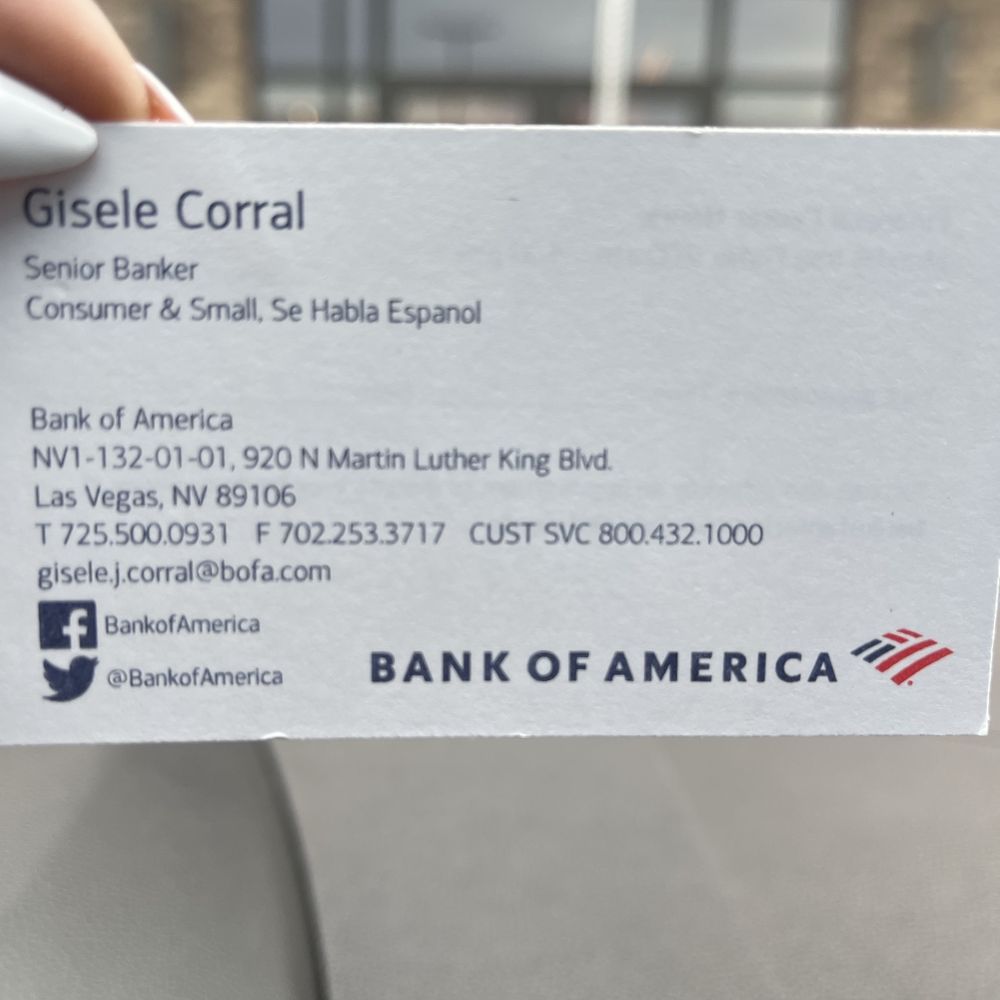 Gisele Corral
Senior Banker
Consumer & Small, Se Habla Espanol
Bank of America
NV1-132-01-01, 920 N Martin Luther King Blvd.
Las Vegas, NV 89106
T 725.500.0931 F 702.253.3717 CUST SVC 800.432.1000
gisele.j.corral@bofa.com
BankofAmerica
@BankofAmerica
BANK OF AMERICA